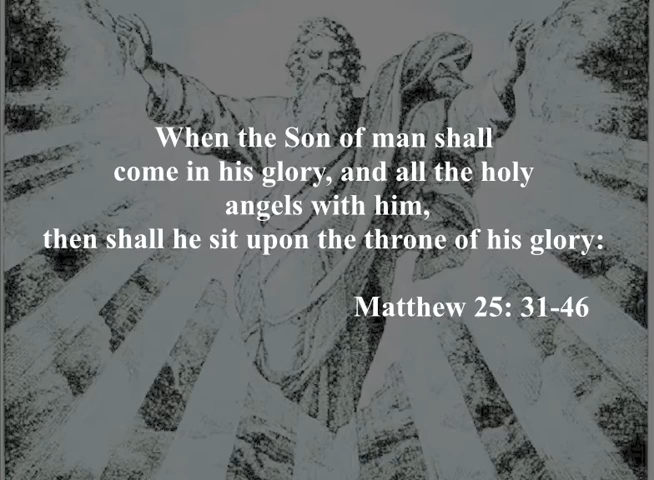 When the Son of man shall
come in his glory, and all the holy
angels with him,
then shall he sit upon the throne of his glory:
Matthew 25: 31-46